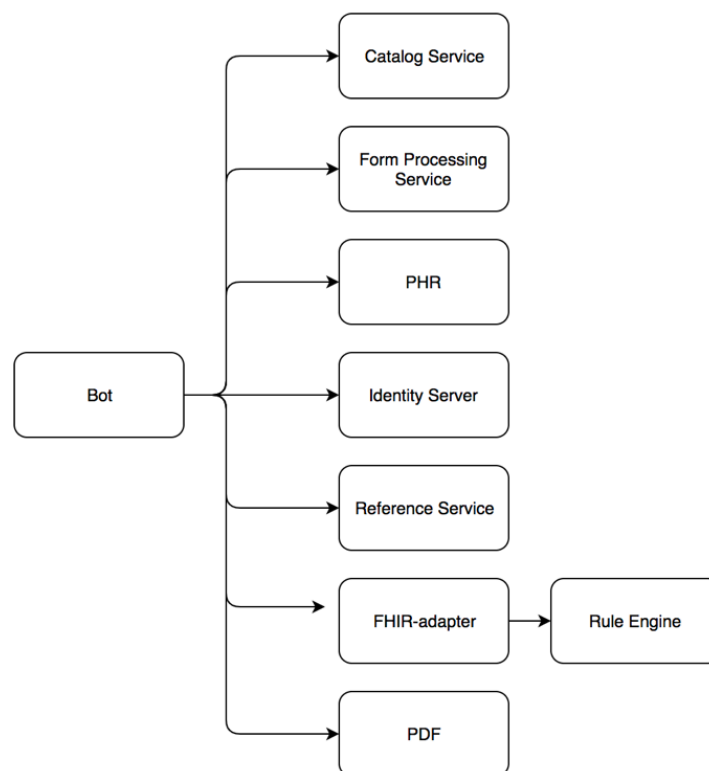 Catalog Service
Form Processing
Service
PHR
Bot
Identity Server
Reference Service
FHIR-adapter
Rule Engine
PDF